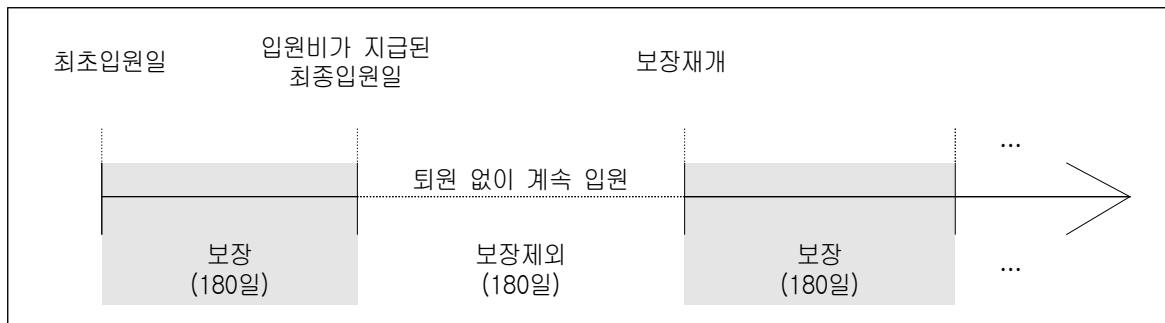 최초입원일
입원비가 지급된
최종입원일
보장재개
...
퇴원 없이 계속 입원
보장
(180일)
보장제외
(180일)
보장
(180일)
...